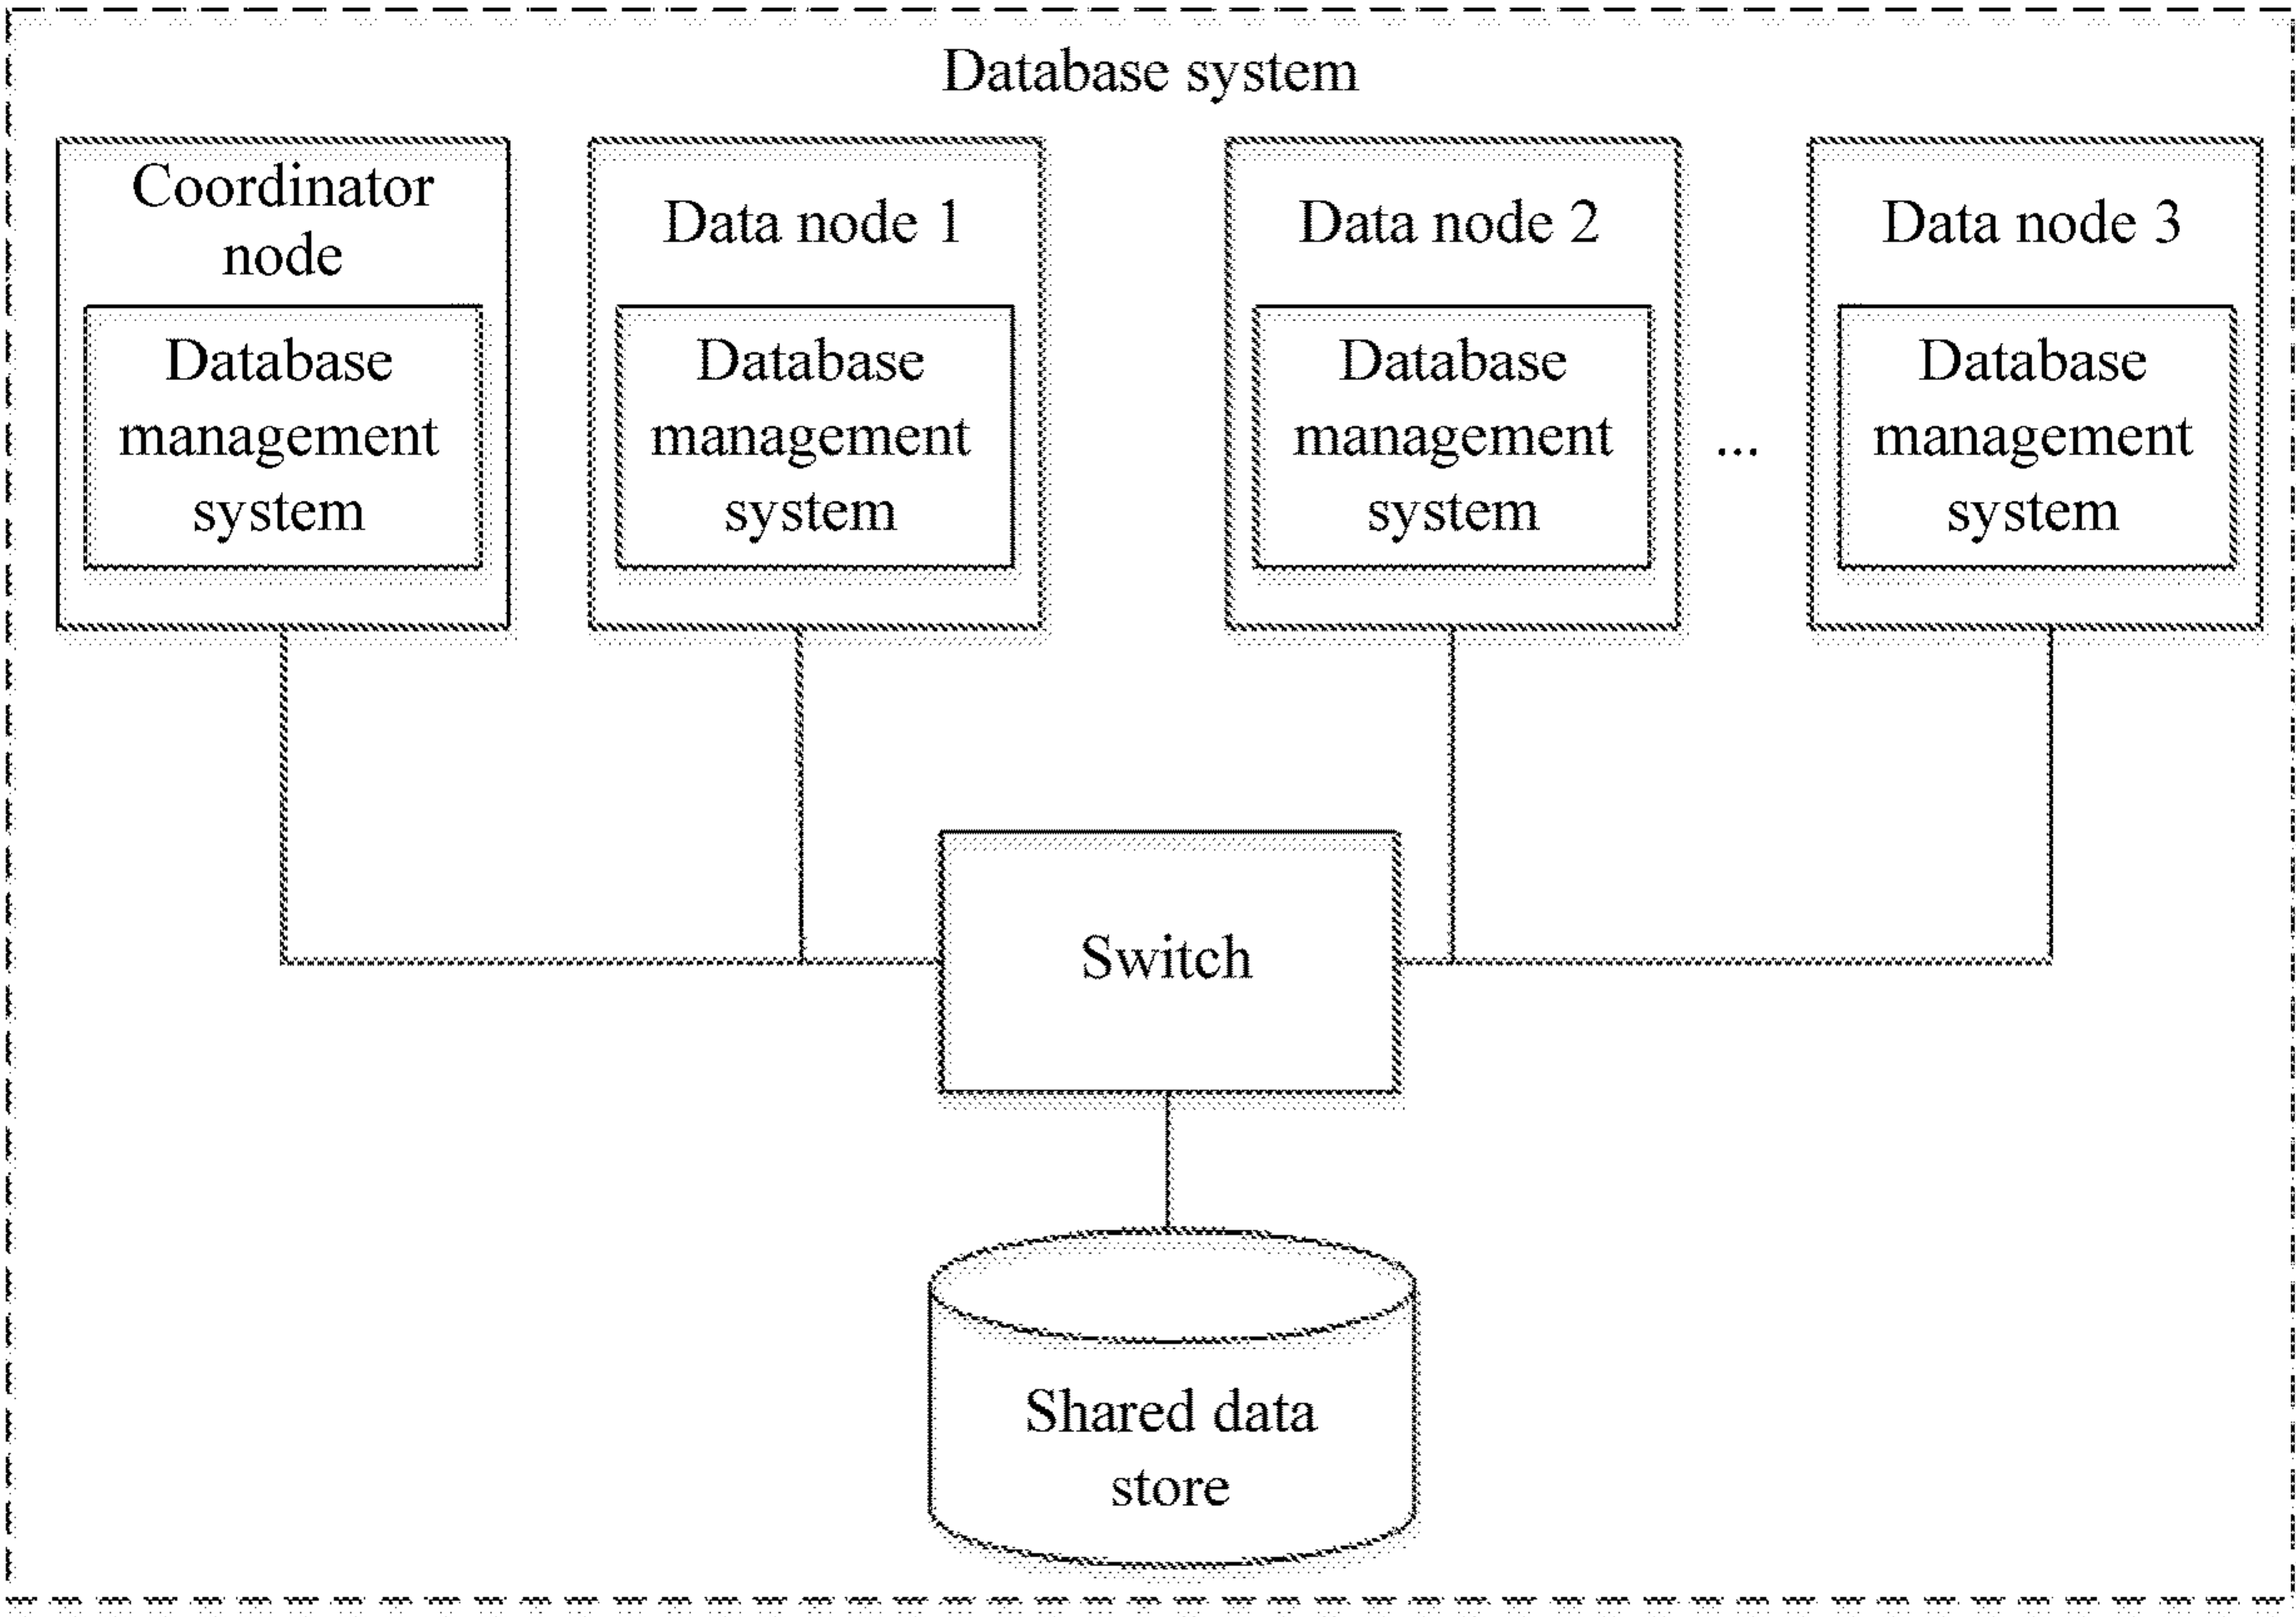 Database system
Coordinator
node
Database
management
system
Data node 1
Database
management
system
Data node 2
Database
management
system
...
Data node 3
Database
management
system
Switch
Shared data
store